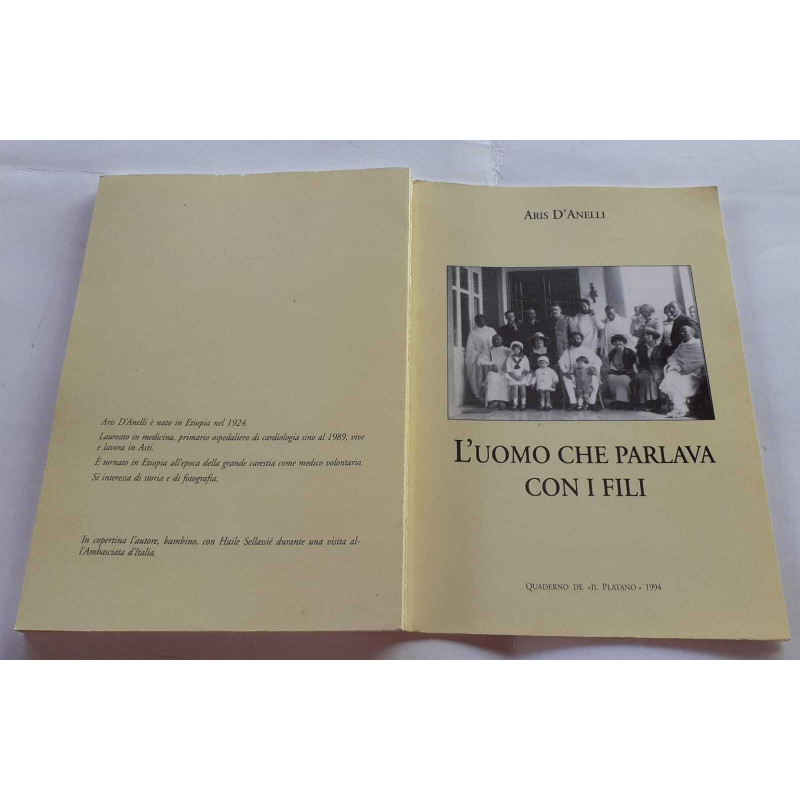 Aris D'Anelli è nato in Etiopia nel 1924.
Laureato in medicina, primario ospedaliero di cardiologia sino al 1989, vive
e lavora in Asti.
È tornato in Etiopia all'epoca della grande carestia come medico volontario.
Si interessa di storia e di fotografia.
In copertina l'autore, bambino, con Haile Sellassié durante una visita al-
l'Ambasciata d'Italia.
ARIS D'ANELLI
L'UOMO CHE PARLAVA
CON I FILI
QUADERNO DE «IL PLATANO» 1994